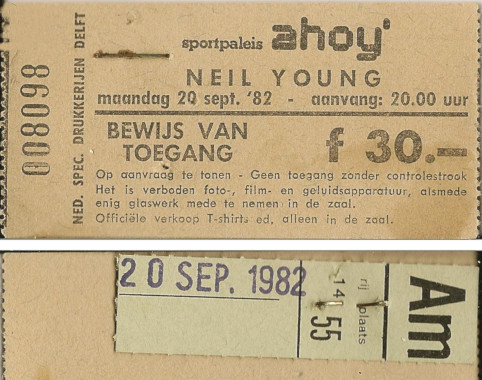 sportpaleis ahoy'
NEIL YOUNG
maandag 20 sept. '82 - aanvang: 20.00 uur
BEWIJS VAN
TOEGANG
f 30.—
Op aanvraag te tonen - Geen toegang zonder controlestrook
Het is verboden foto-, film- en geluidsapparatuur, alsmede
enig glaswerk mede te nemen in de zaal.
Officiële verkoop T-shirts ed, alleen in de zaal.
008098
NED. SPEC. DRUKKERIJEN DELFT
20 SEP. 1982
rij plaats
14 55
Am